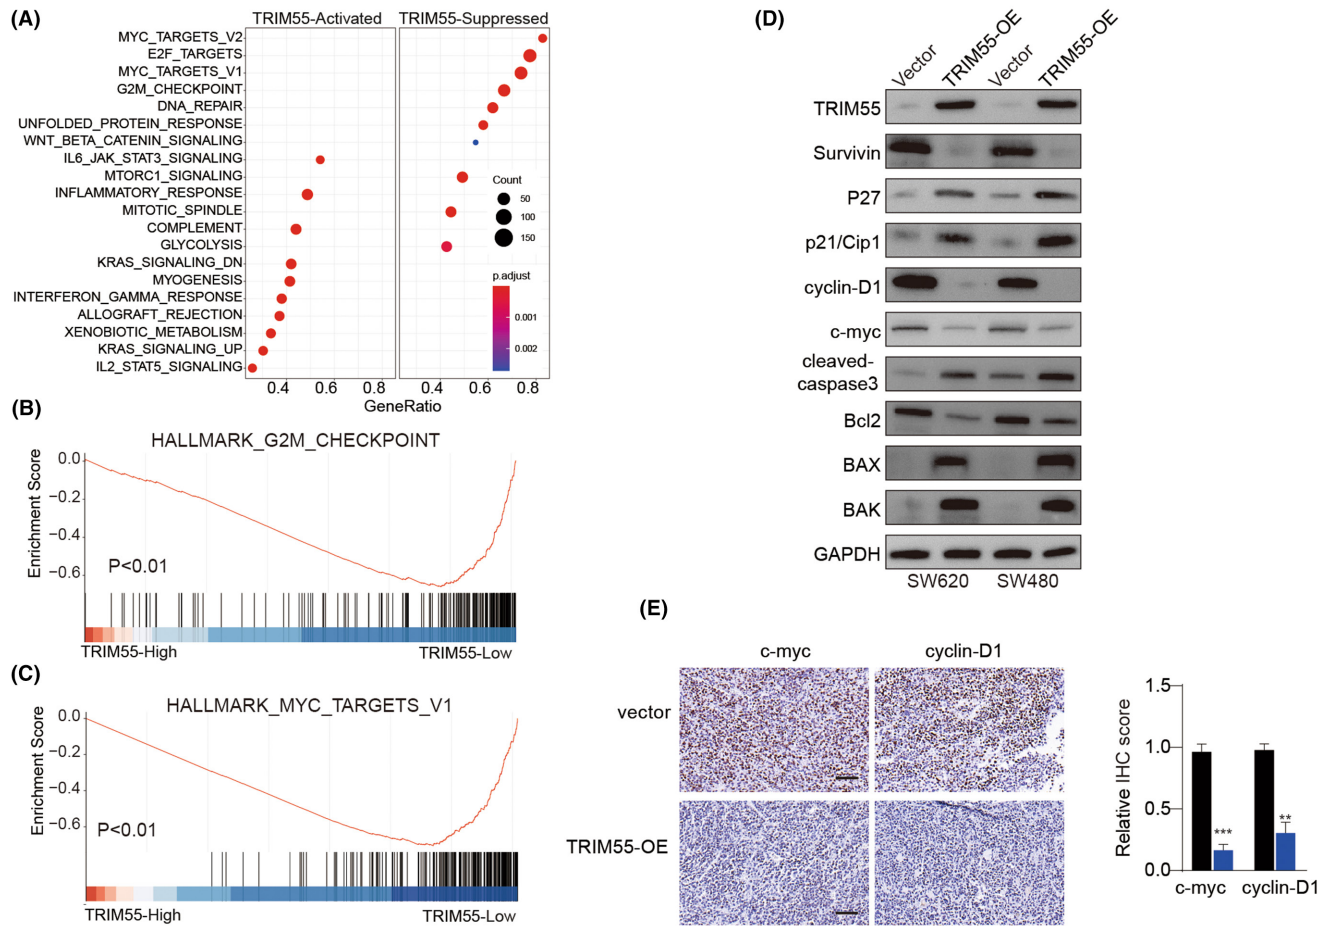 (A)
TRIM55-Activated TRIM55-Suppressed
MYC_TARGETS_V2
E2F_TARGETS
MYC_TARGETS_V1
G2M_CHECKPOINT
DNA_REPAIR
UNFOLDED_PROTEIN_RESPONSE
WNT_BETA_CATENIN_SIGNALING
IL6_JAK_STAT3_SIGNALING
MTORC1_SIGNALING
INFLAMMATORY_RESPONSE
MITOTIC_SPINDLE
COMPLEMENT
GLYCOLYSIS
KRAS_SIGNALING_DN
MYOGENESIS
INTERFERON_GAMMA_RESPONSE
ALLOGRAFT_REJECTION
XENOBIOTIC_METABOLISM
KRAS_SIGNALING_UP
IL2_STAT5_SIGNALING
Count
50
100
150
p.adjust
0.001
0.002
0.4 0.6 0.8 0.4 0.6 0.8
GeneRatio
(B)
HALLMARK_G2M_CHECKPOINT
Enrichment Score
0.0
−0.2
−0.4
−0.6
P<0.01
TRIM55-High TRIM55-Low
(C)
HALLMARK_MYC_TARGETS_V1
Enrichment Score
0.0
−0.2
−0.4
−0.6
P<0.01
TRIM55-High TRIM55-Low
(D)
Vector TRIM55-OE Vector TRIM55-OE
TRIM55
Survivin
P27
p21/Cip1
cyclin-D1
c-myc
cleaved-
caspase3
Bcl2
BAX
BAK
GAPDH
SW620 SW480
(E)
c-myc cyclin-D1
vector
TRIM55-OE
Relative IHC score
1.5
1.0
0.5
0.0
*** **
c-myc cyclin-D1